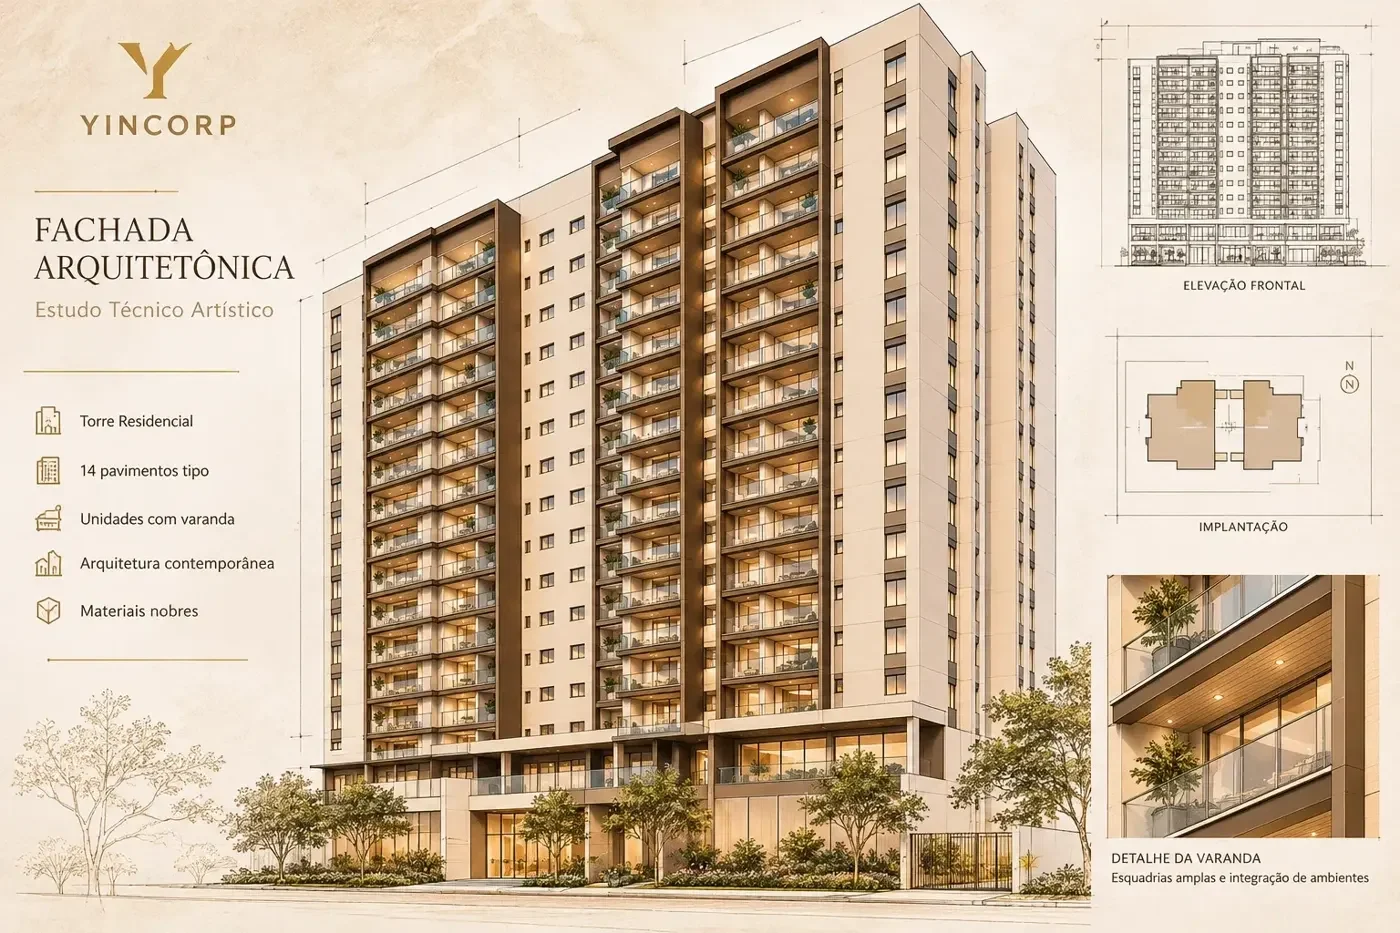 YINCORP
FACHADA
ARQUITETÔNICA
Estudo Técnico Artístico
Torre Residencial
14 pavimentos tipo
Unidades com varanda
Arquitetura contemporânea
Materiais nobres
ELEVAÇÃO FRONTAL
N
N
IMPLANTAÇÃO
DETALHE DA VARANDA
Esquadrias amplas e integração de ambientes